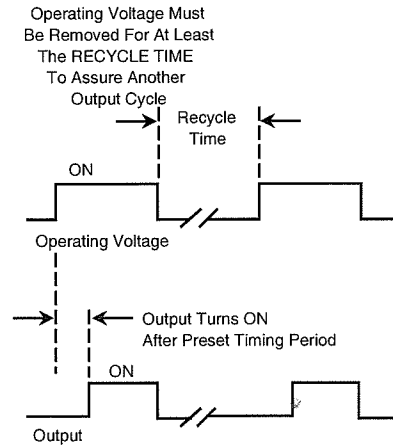 Operating Voltage Must
Be Removed For At Least
The RECYCLE TIME
To Assure Another
Output Cycle
Recycle
Time
ON
Operating Voltage
Output Turns ON
After Preset Timing Period
ON
Output